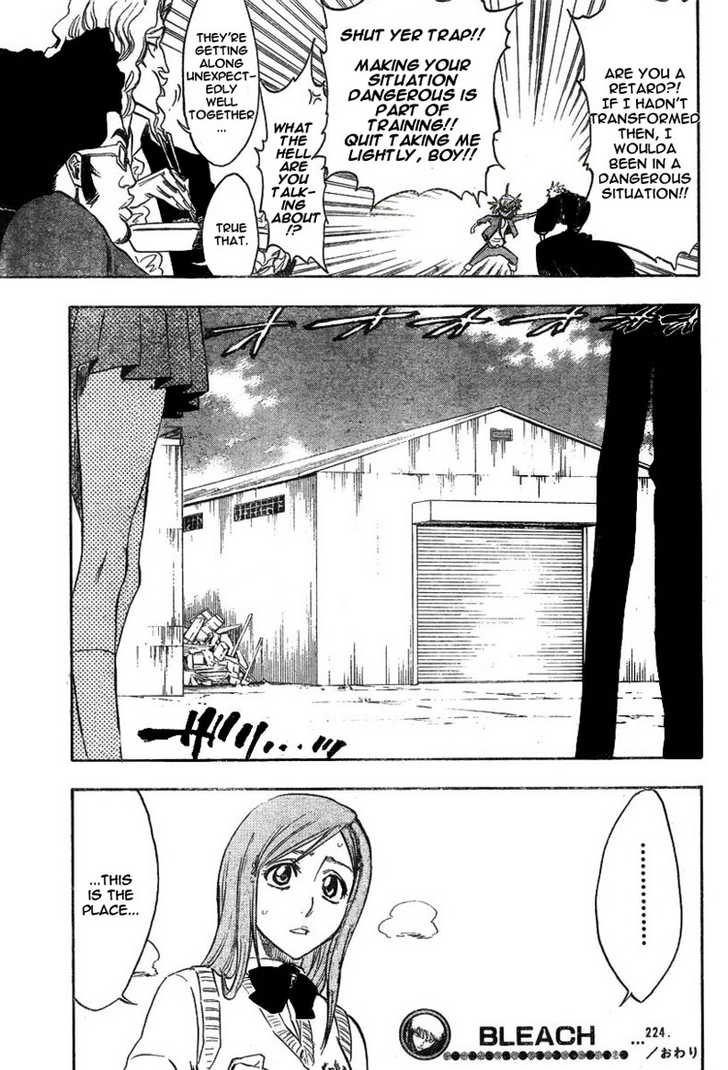 ARE YOU A
RETARD?!
IF I HADN'T
TRANSFORMED
THEN, I
WOULDA
BEEN IN A
DANGEROUS
SITUATION!!
SHUT YER TRAP!!
MAKING YOUR
SITUATION
DANGEROUS IS
PART OF
TRAINING!!
QUIT TAKING ME
LIGHTLY, BOY!!
WHAT
THE
HELL
ARE
YOU
TALK-
ING
ABOUT
!?
THEY'RE
GETTING
ALONG
UNEXPECT-
EDLY
WELL
TOGETHER
...
TRUE
THAT.
...........
...THIS
IS THE
PLACE...
BLEACH ...224.
/おわり